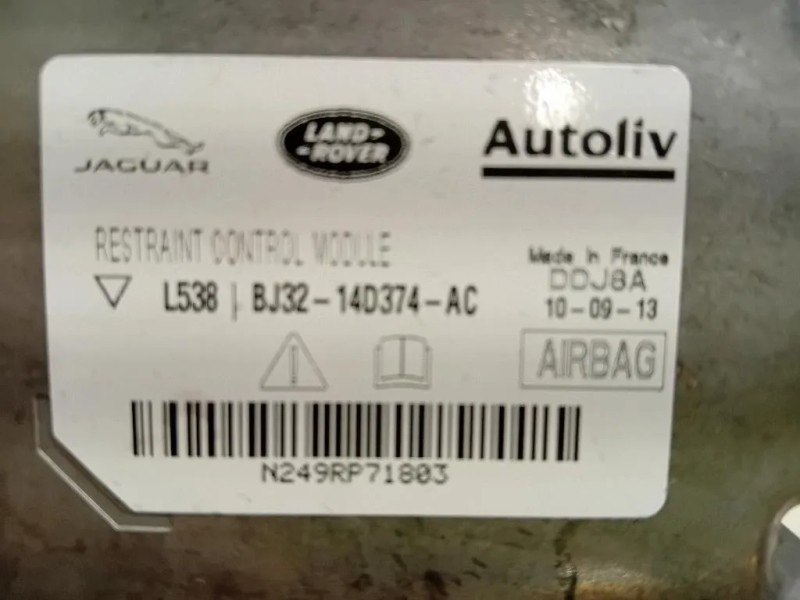 JAGUAR
LAND-
-ROVER
Autoliv
RESTRAINT CONTROL MODULE
Made in France
DDJ8A
L538 | BJ32-14D374-AC
10-09-13
AIRBAG
N249RP71803